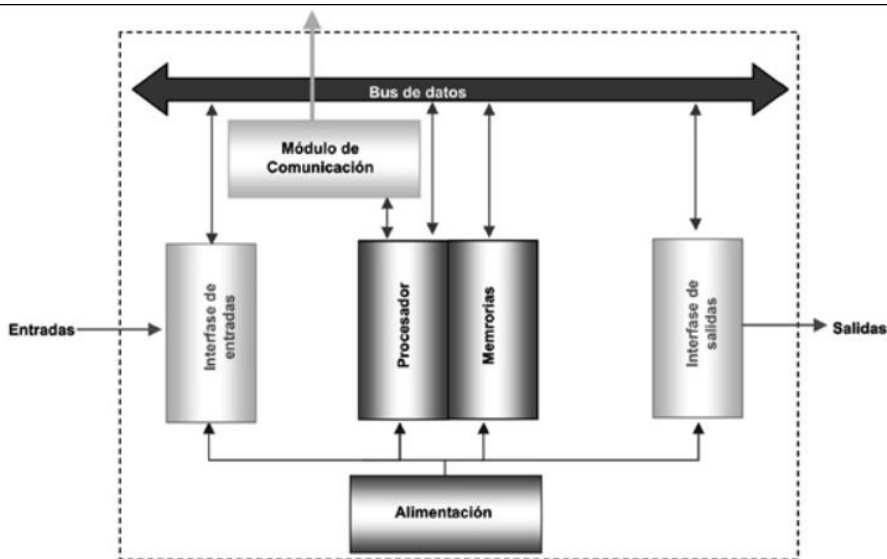 Bus de datos
Módulo de
Comunicación
Entradas
Interfase de
entradas
Procesador
Memrorias
Interfase de
salidas
Salidas
Alimentación